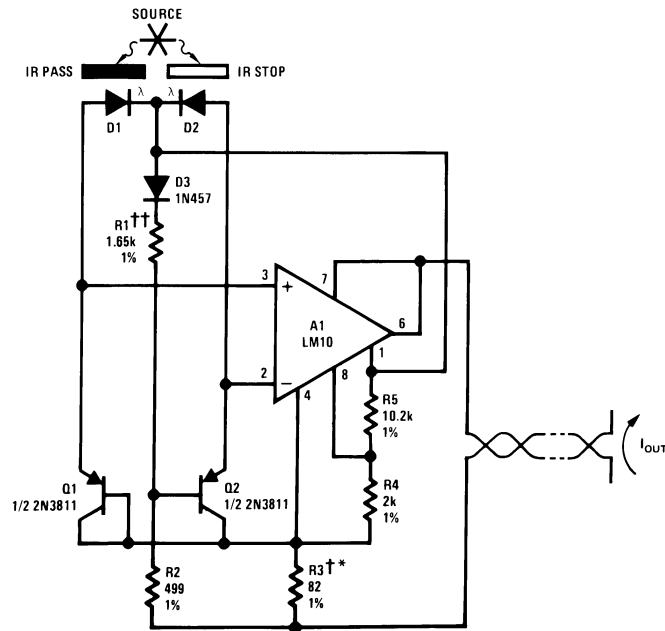 SOURCE
IR PASS
IR STOP
λ
λ
D1
D2
D3
1N457
R1††
1.65k
1%
3
+
7
A1
LM10
6
1
2
−
4
8
R5
10.2k
1%
IOUT
Q1
1/2 2N3811
Q2
1/2 2N3811
R4
2k
1%
R2
499
1%
R3†*
82
1%